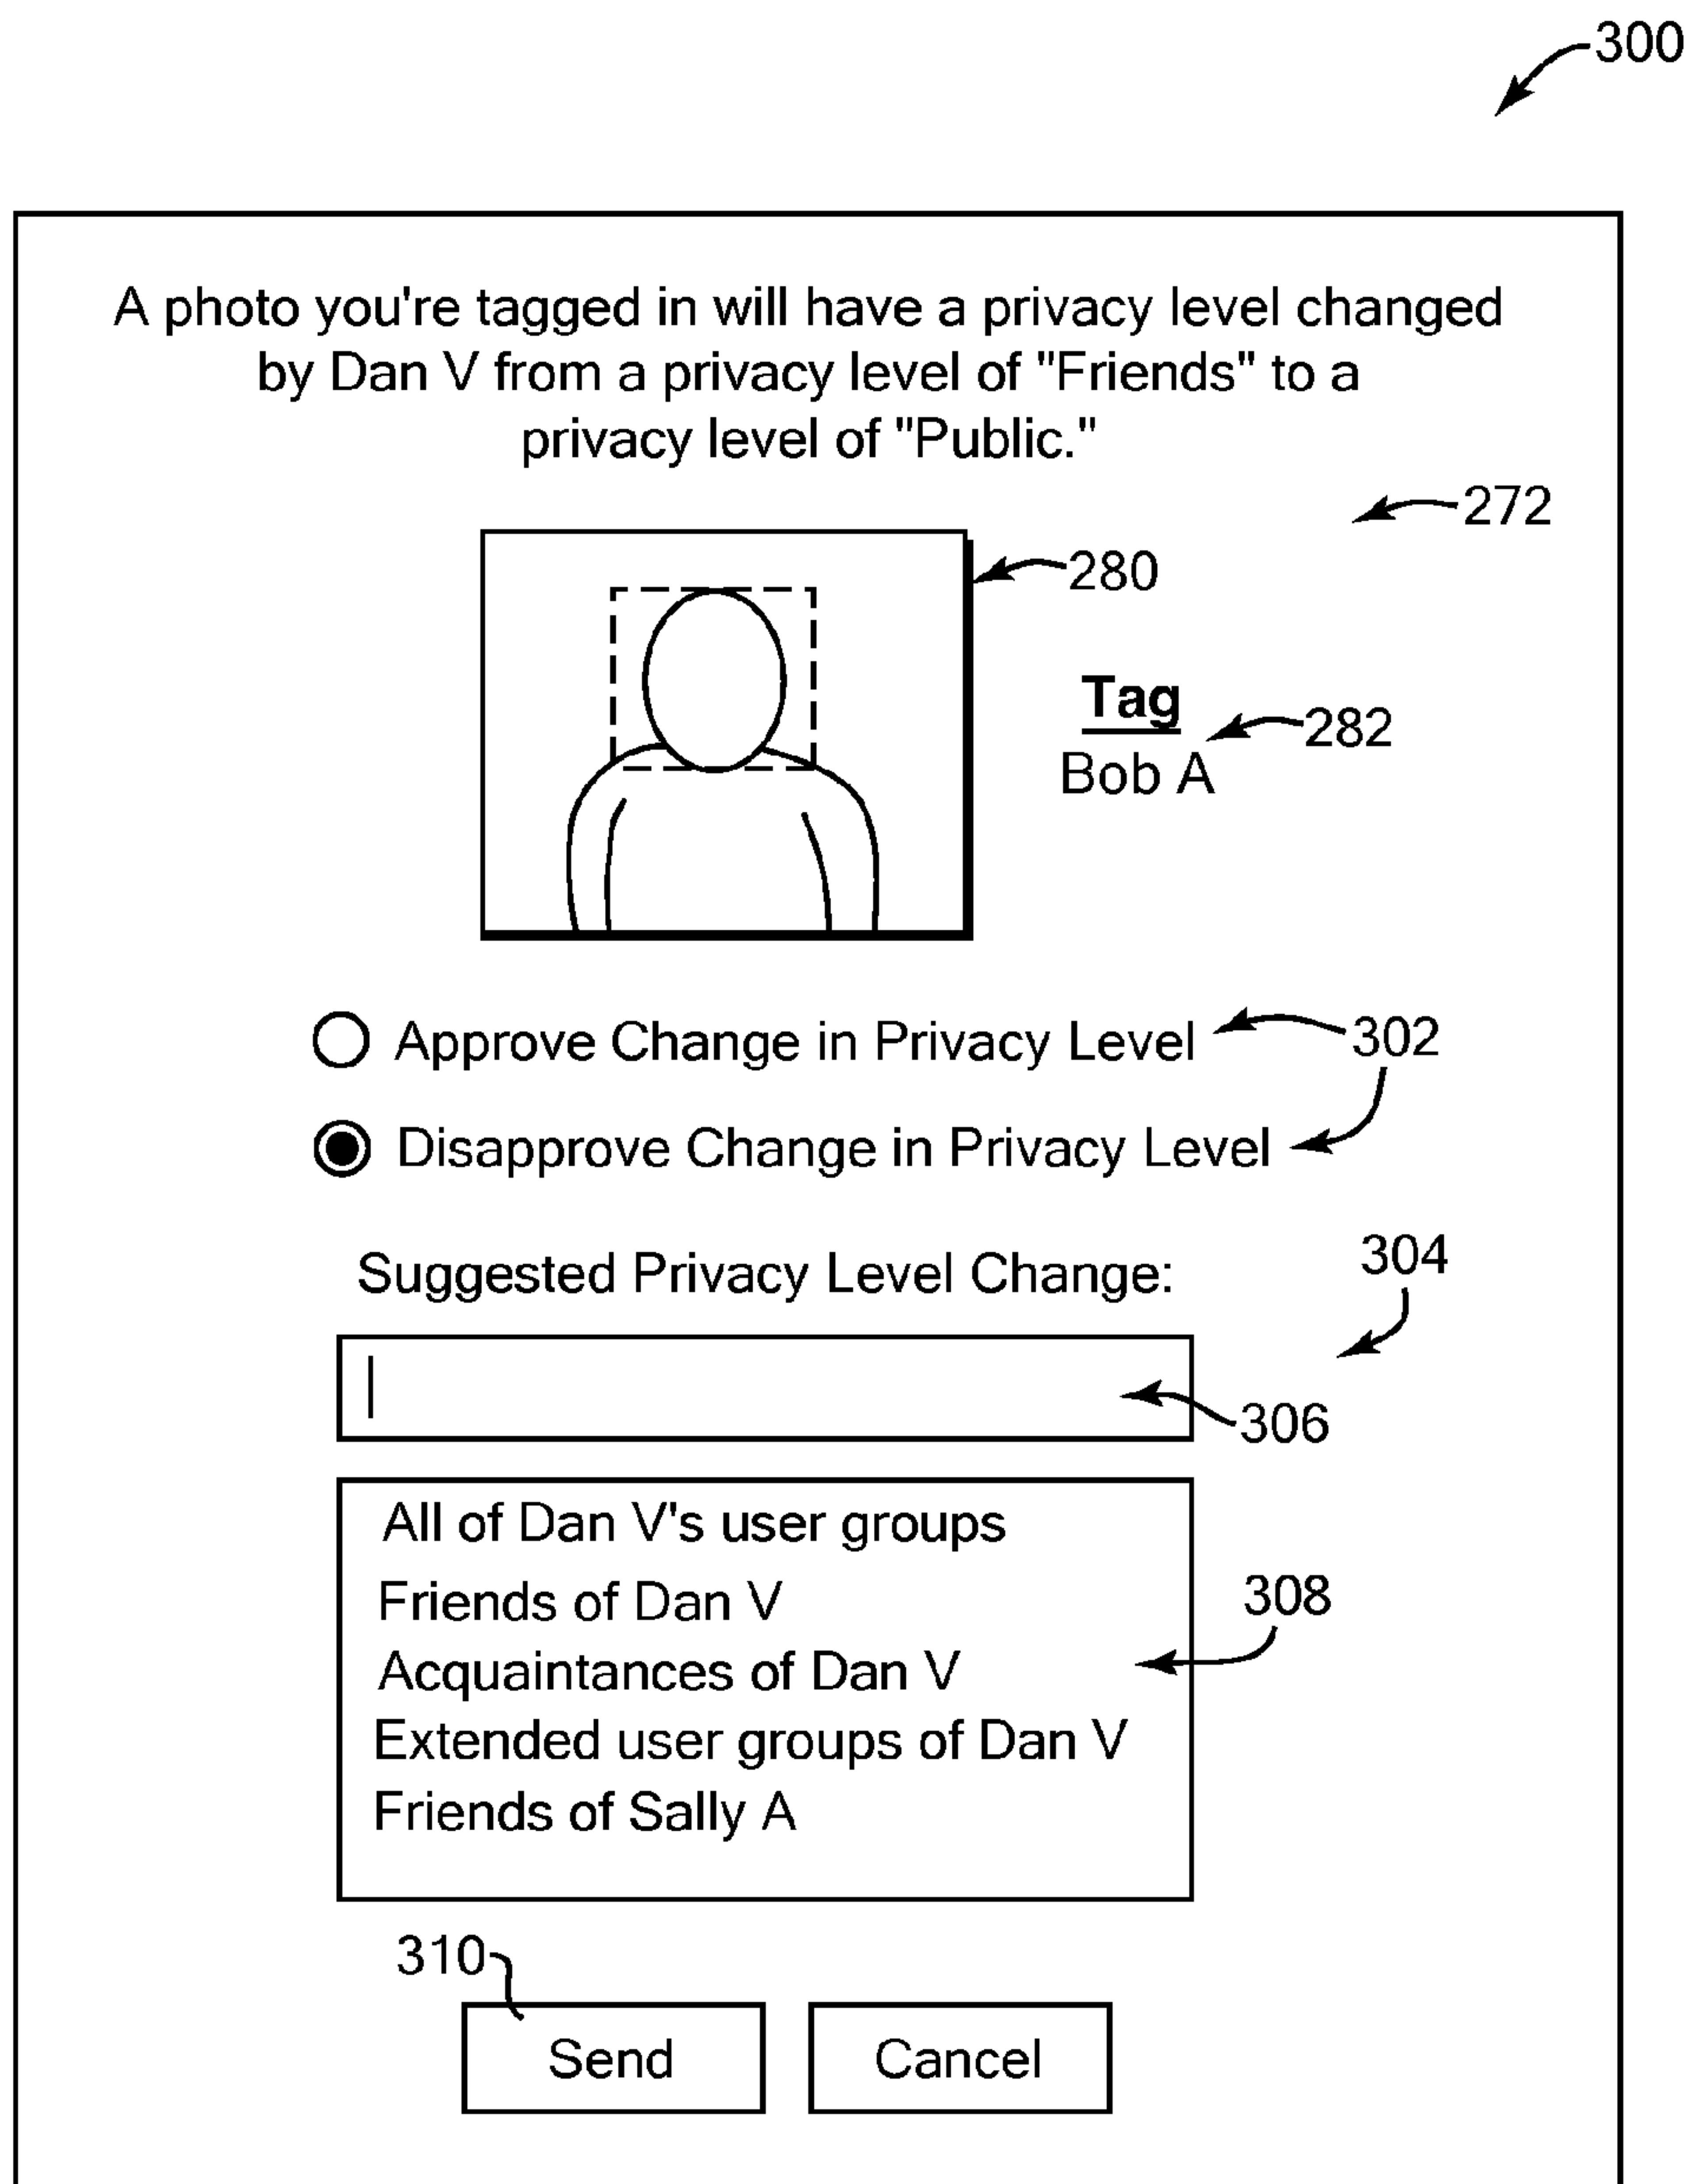 300
A photo you're tagged in will have a privacy level changed
by Dan V from a privacy level of "Friends" to a
privacy level of "Public."
272
280
Tag
282
Bob A
Approve Change in Privacy Level
302
Disapprove Change in Privacy Level
304
Suggested Privacy Level Change:
306
All of Dan V's user groups
Friends of Dan V
308
Acquaintances of Dan V
Extended user groups of Dan V
Friends of Sally A
310
Send
Cancel